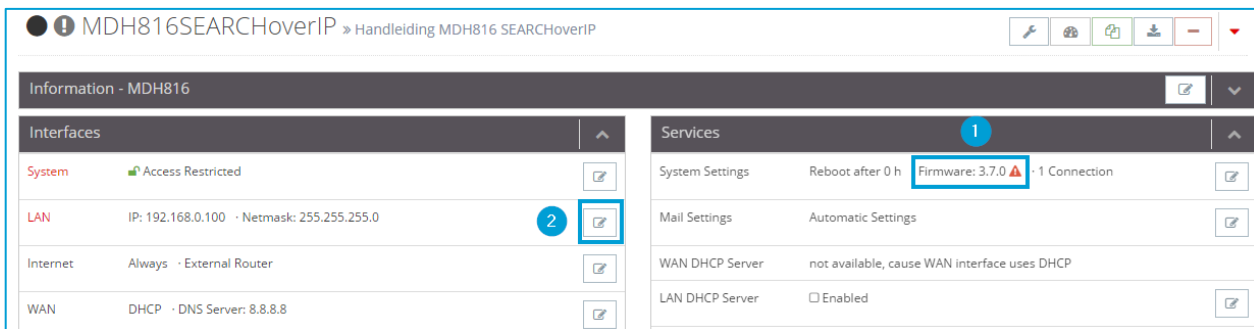 MDH816SEARCHoverIP » Handleiding MDH816 SEARCHoverIP
Information - MDH816
Interfaces
System Access Restricted
LAN IP: 192.168.0.100 · Netmask: 255.255.255.0 2
Internet Always · External Router
WAN DHCP · DNS Server: 8.8.8.8
Services 1
System Settings Reboot after 0 h Firmware: 3.7.0 · 1 Connection
Mail Settings Automatic Settings
WAN DHCP Server not available, cause WAN interface uses DHCP
LAN DHCP Server Enabled